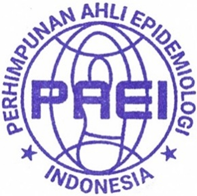 PERHIMPUNAN AHLI EPIDEMIOLOGI
PAEI
INDONESIA